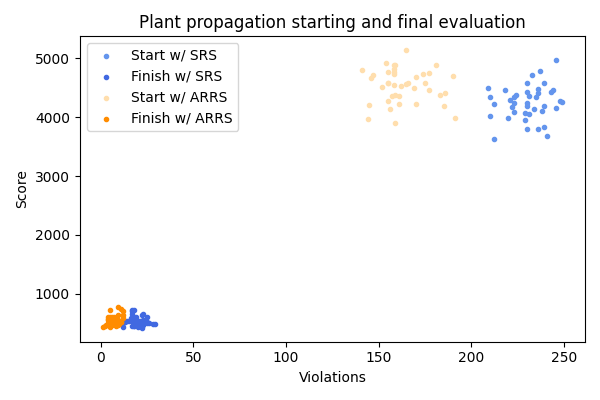 Plant propagation starting and final evaluation
Start w/ SRS
Finish w/ SRS
Start w/ ARRS
Finish w/ ARRS
Score
5000
4000
3000
2000
1000
0 50 100 150 200 250
Violations